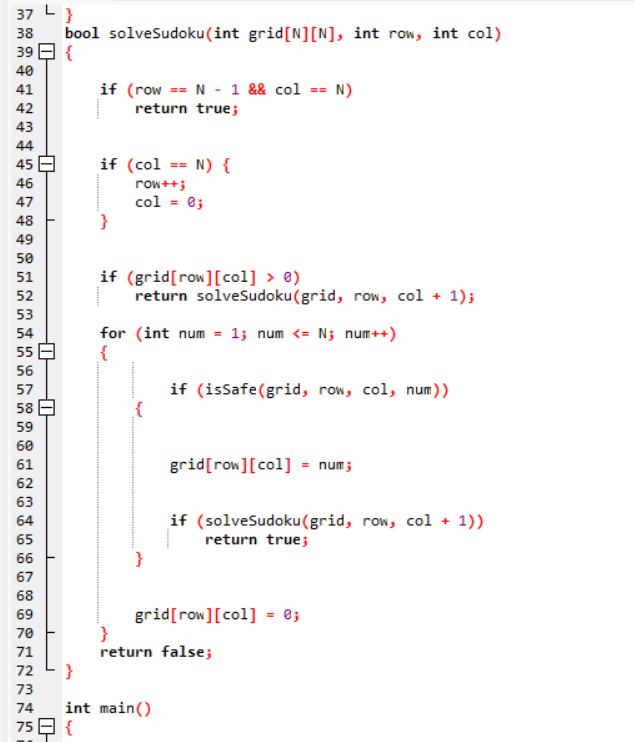 37 }
38 bool solveSudoku(int grid[N][N], int row, int col)
39 {
40
41 if (row == N - 1 && col == N)
42 return true;
43
44
45 if (col == N) {
46 row++;
47 col = 0;
48 }
49
50
51 if (grid[row][col] > 0)
52 return solveSudoku(grid, row, col + 1);
53
54 for (int num = 1; num <= N; num++)
55 {
56
57 if (isSafe(grid, row, col, num))
58 {
59
60
61 grid[row][col] = num;
62
63
64 if (solveSudoku(grid, row, col + 1))
65 return true;
66 }
67
68
69 grid[row][col] = 0;
70 }
71 return false;
72 }
73
74 int main()
75 {